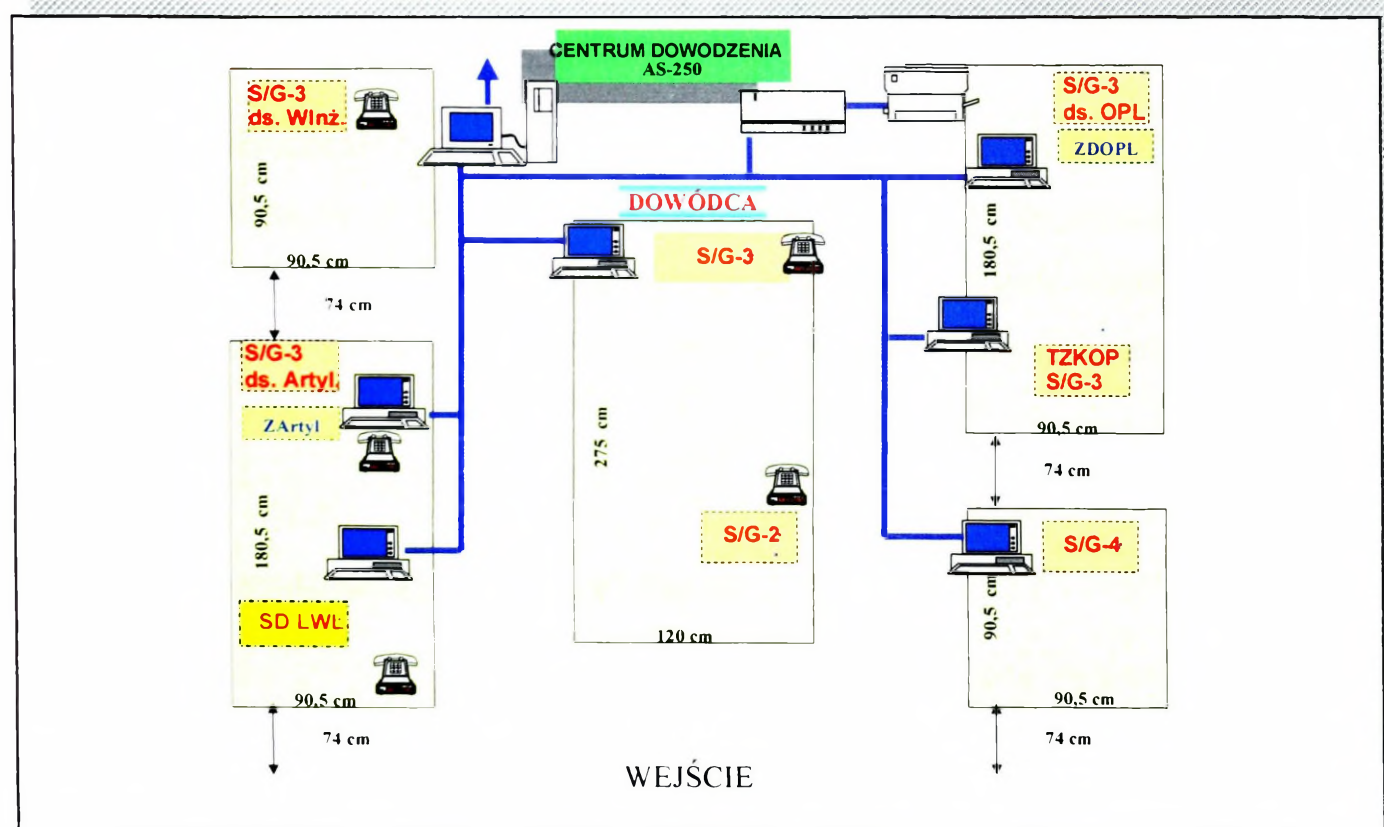 CENTRUM DOWODZENIA
AS-250
S/G-3
ds. WInż.
90,5 cm
90,5 cm
74 cm
S/G-3
ds. OPL
ZDOPL
180,5 cm
TZKOP
S/G-3
90,5 cm
74 cm
DOWÓDCA
S/G-3
275 cm
S/G-2
120 cm
S/G-3
ds. Artyl.
ZArtyl
180,5 cm
SD LWL
90,5 cm
74 cm
S/G-4
90,5 cm
90,5 cm
74 cm
WEJŚCIE